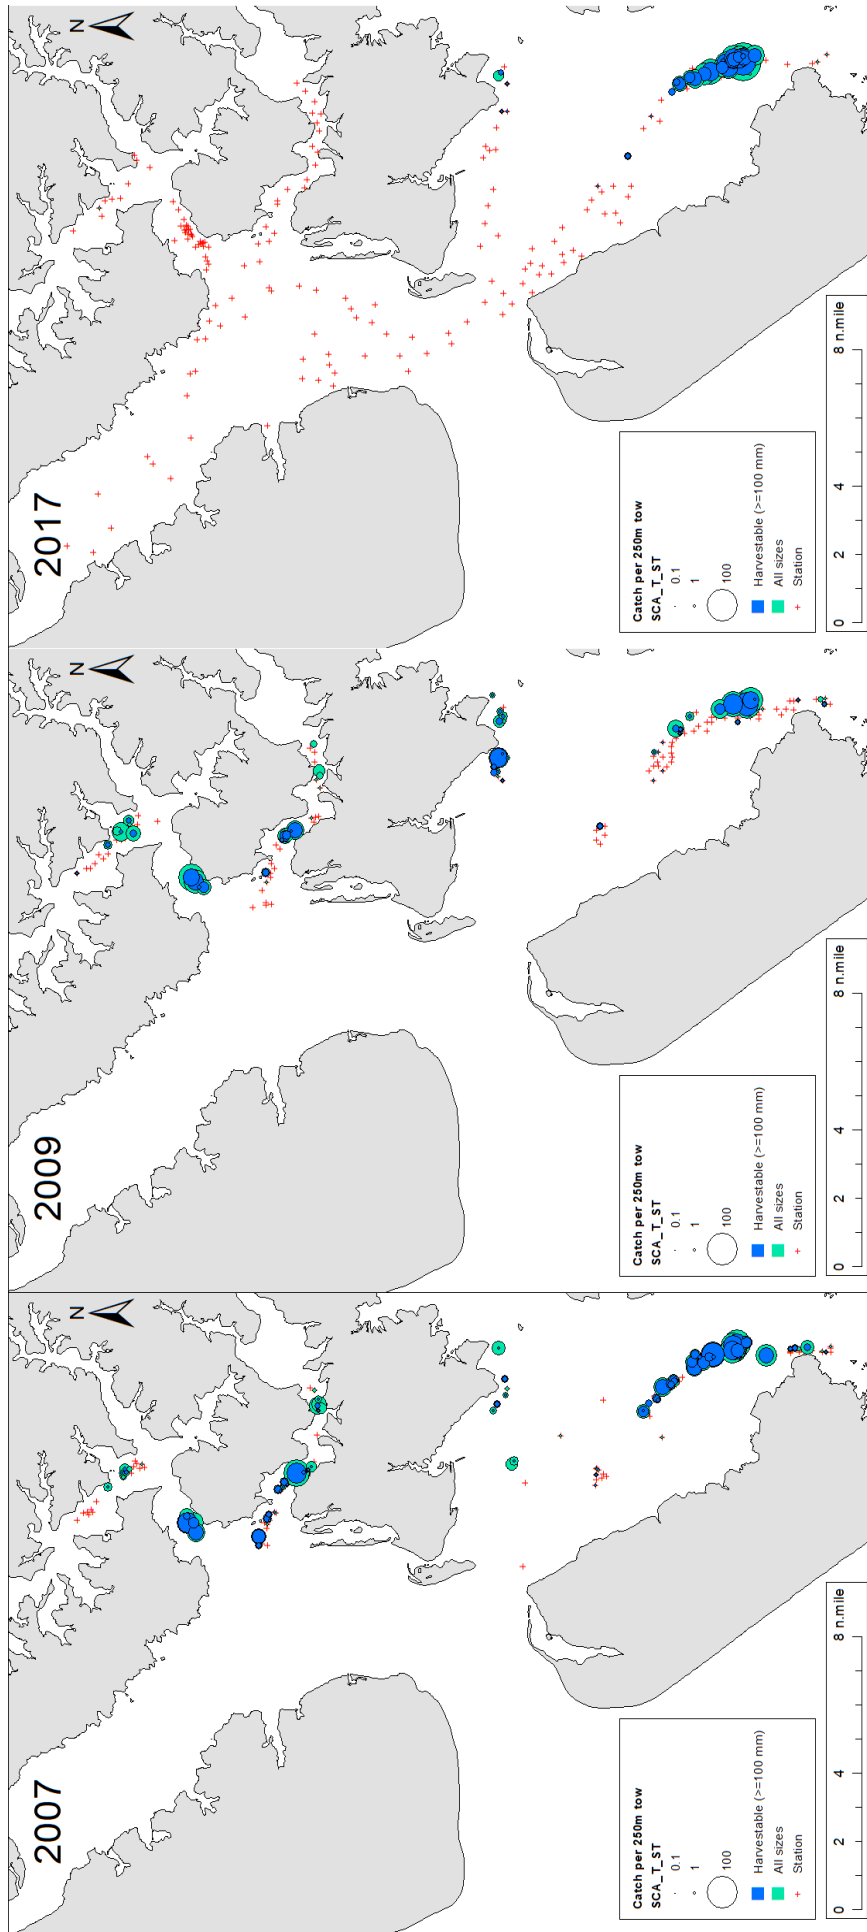 2007
N
Catch per 250m tow
SCA_T_ST
0.1
1
100
Harvestable (>=100 mm)
All sizes
Station
0 2 4 8 n.mile
2009
N
Catch per 250m tow
SCA_T_ST
0.1
1
100
Harvestable (>=100 mm)
All sizes
Station
0 2 4 8 n.mile
2017
N
Catch per 250m tow
SCA_T_ST
0.1
1
100
Harvestable (>=100 mm)
All sizes
Station
0 2 4 8 n.mile